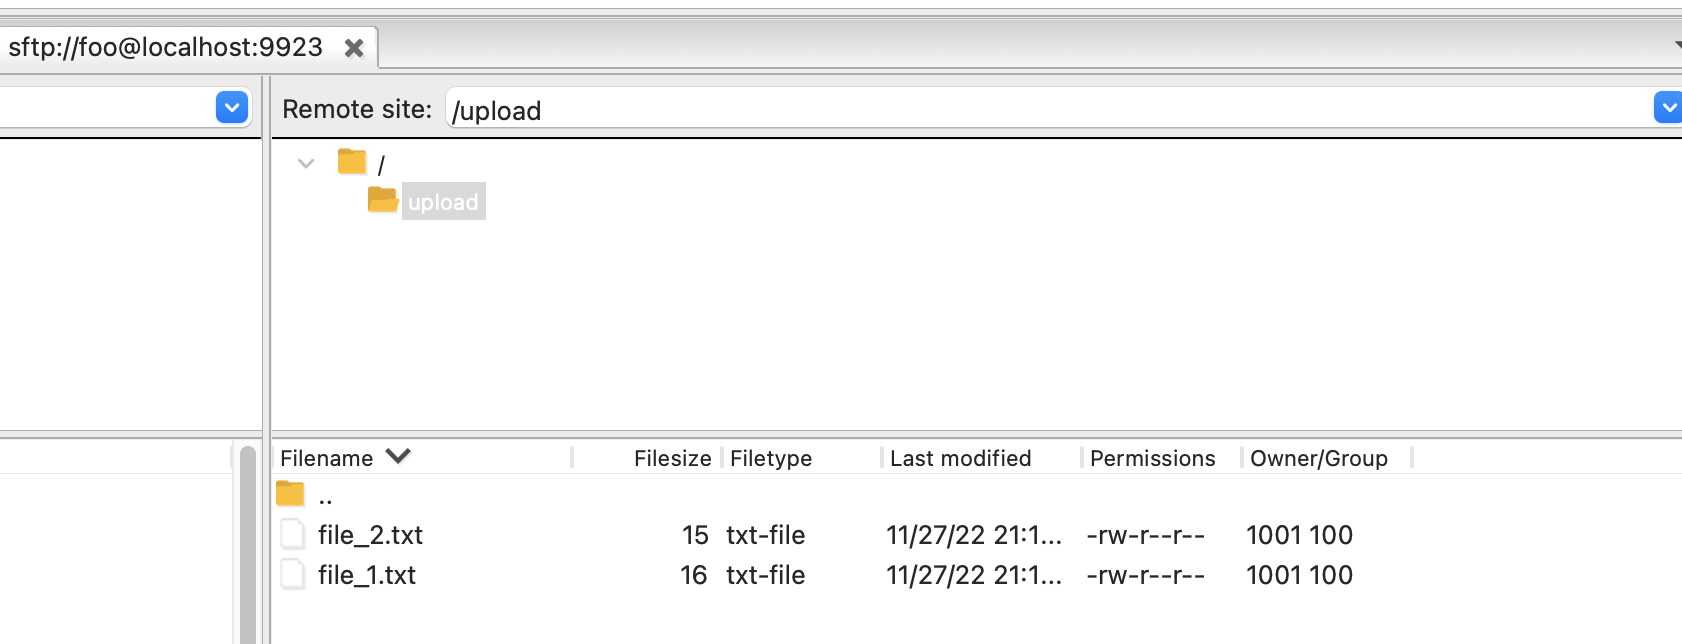 sftp://foo@localhost:9923
Remote site: /upload
/
upload
Filename Filesize Filetype Last modified Permissions Owner/Group
..
file_2.txt 15 txt-file 11/27/22 21:1... -rw-r--r-- 1001 100
file_1.txt 16 txt-file 11/27/22 21:1... -rw-r--r-- 1001 100